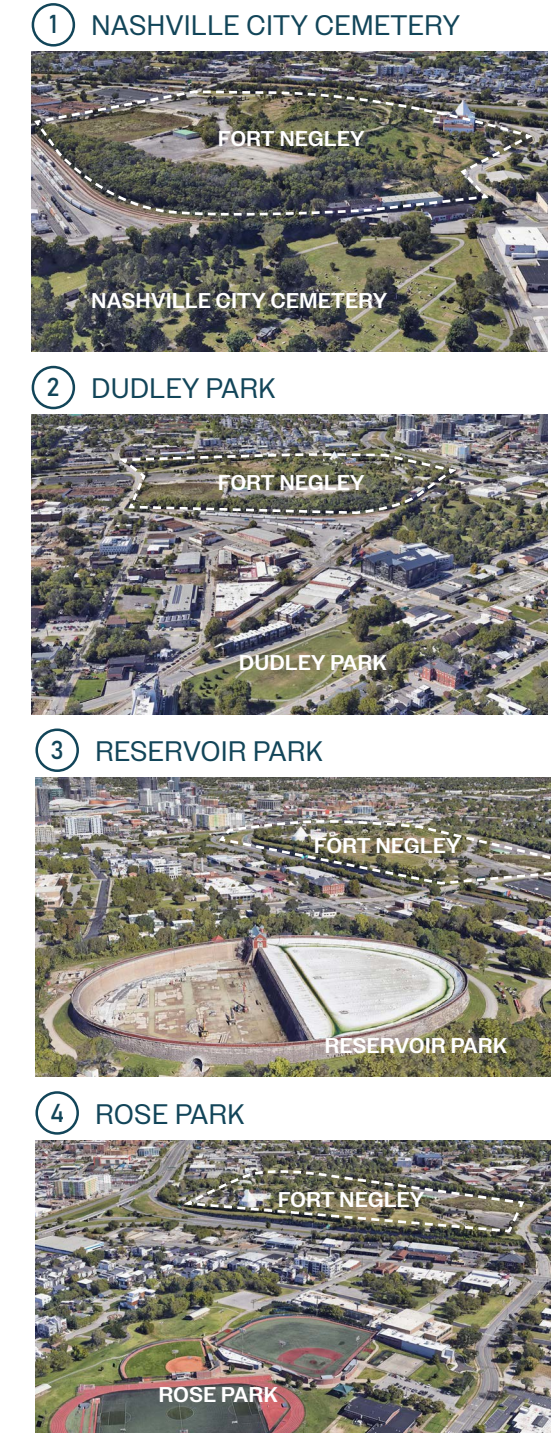 1 NASHVILLE CITY CEMETERY
FORT NEGLEY
NASHVILLE CITY CEMETERY
2 DUDLEY PARK
FORT NEGLEY
DUDLEY PARK
3 RESERVOIR PARK
FORT NEGLEY
RESERVOIR PARK
4 ROSE PARK
FORT NEGLEY
ROSE PARK